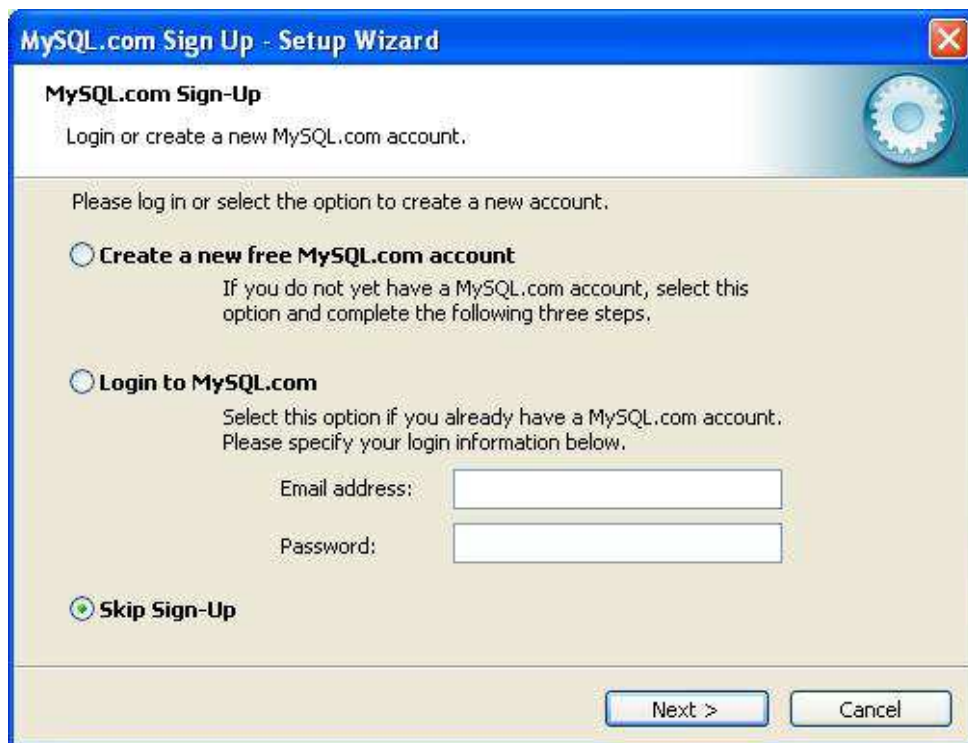 MySQL.com Sign Up - Setup Wizard
MySQL.com Sign-Up
Login or create a new MySQL.com account.
Please log in or select the option to create a new account.
Create a new free MySQL.com account
If you do not yet have a MySQL.com account, select this
option and complete the following three steps.
Login to MySQL.com
Select this option if you already have a MySQL.com account.
Please specify your login information below.
Email address:
Password:
Skip Sign-Up
Next > Cancel